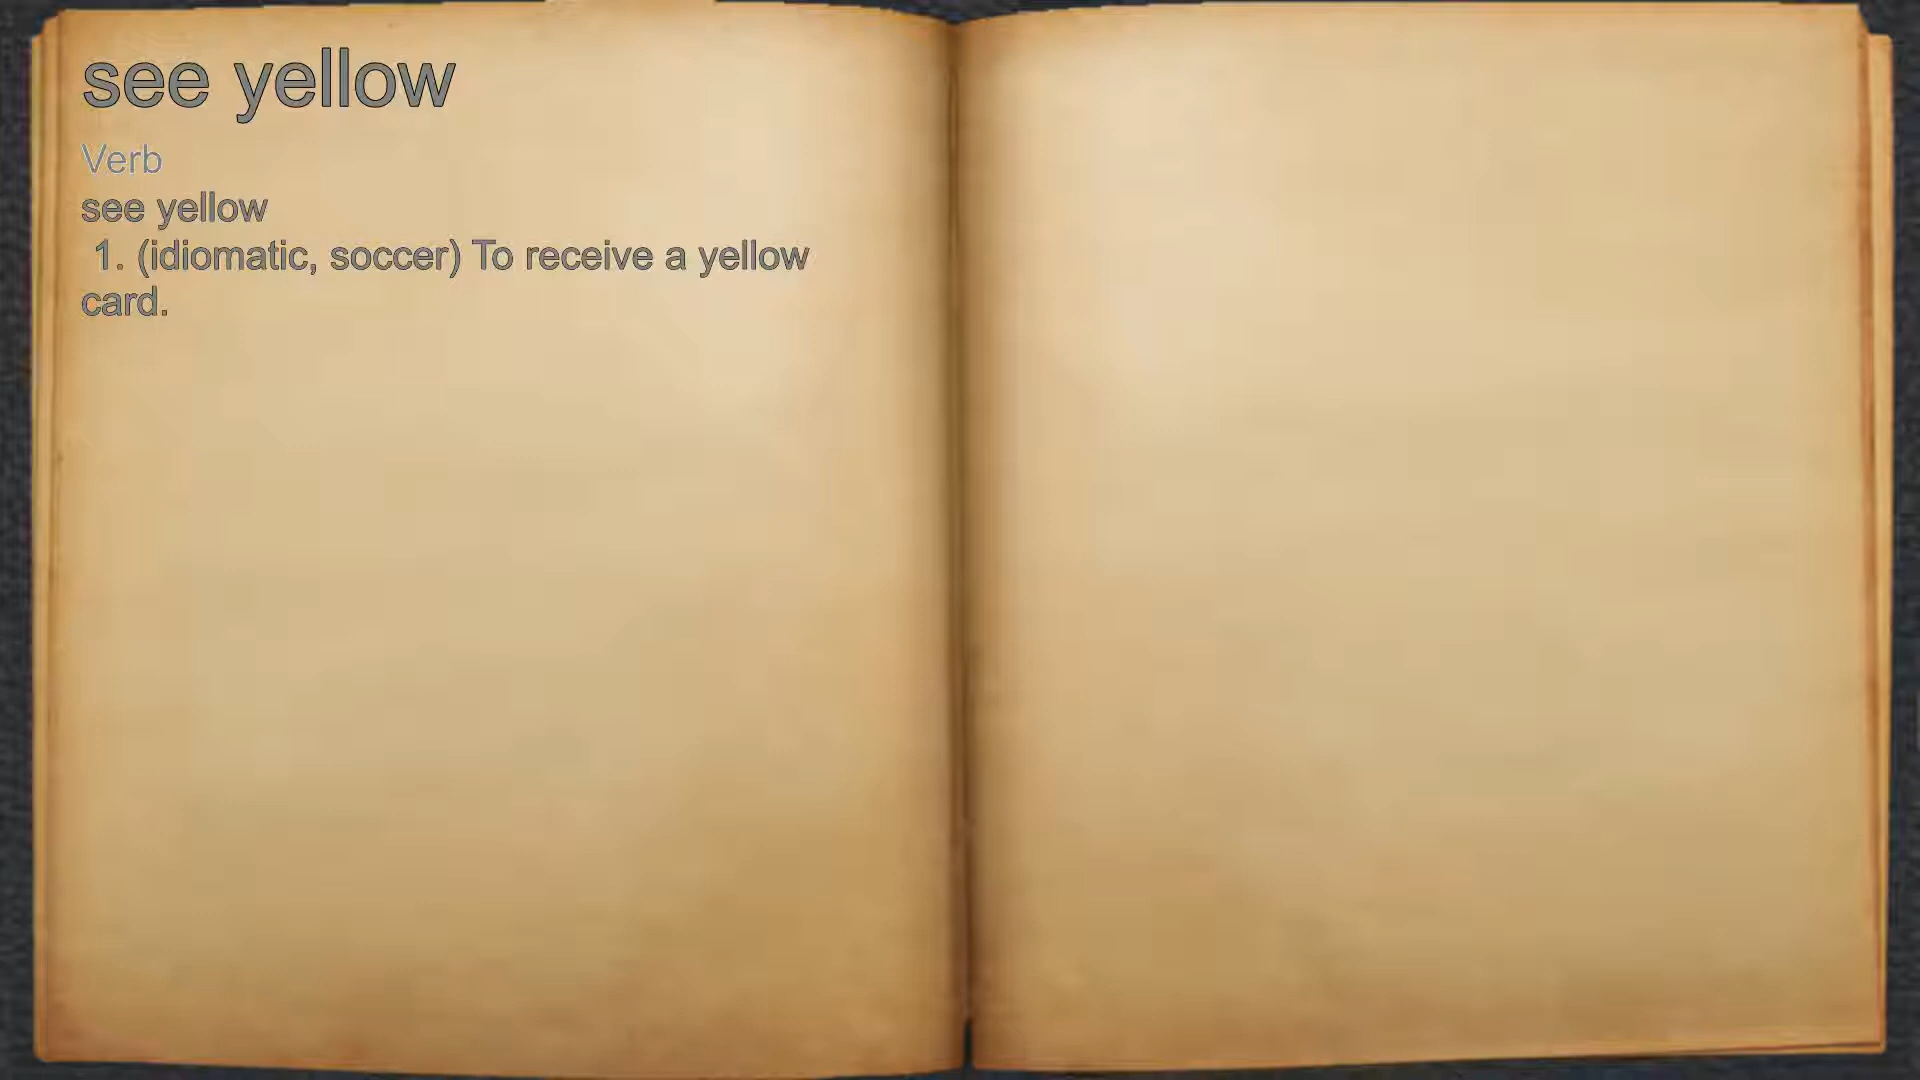 see yellow
Verb
see yellow
1. (idiomatic, soccer) To receive a yellow
card.